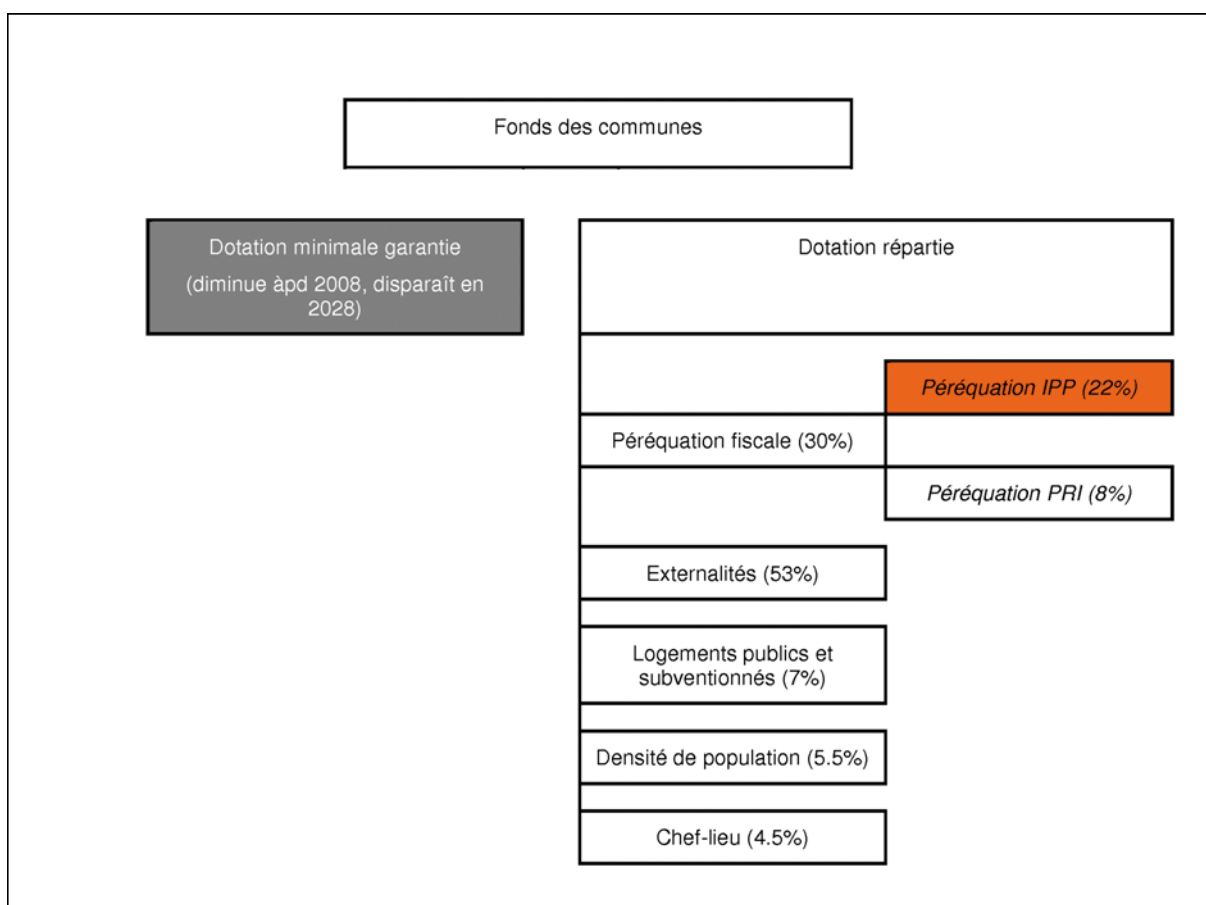 Fonds des communes
Dotation minimale garantie
(diminue àpd 2008, disparaît en
2028)
Dotation répartie
Péréquation IPP (22%)
Péréquation fiscale (30%)
Péréquation PRI (8%)
Externalités (53%)
Logements publics et
subventionnés (7%)
Densité de population (5.5%)
Chef-lieu (4.5%)